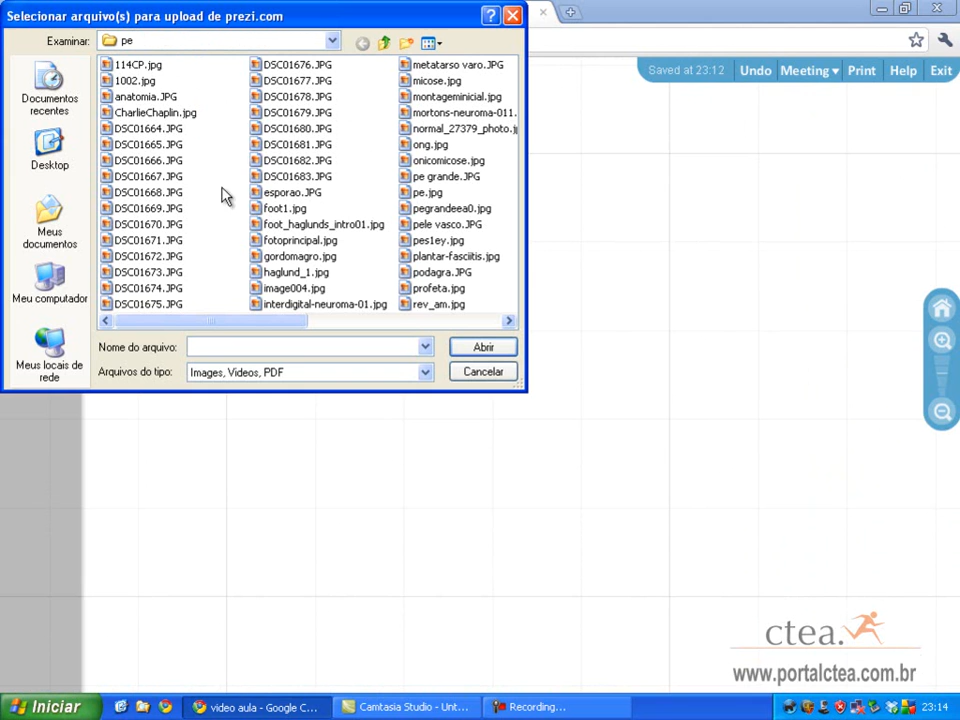 Selecionar arquivo(s) para upload de prezi.com
Examinar: pe
Documentos recentes
Desktop
Meus documentos
Meu computador
Meus locais de rede
114CP.jpg
1002.jpg
anatomia.JPG
CharlieChaplin.jpg
DSC01664.JPG
DSC01665.JPG
DSC01666.JPG
DSC01667.JPG
DSC01668.JPG
DSC01669.JPG
DSC01670.JPG
DSC01671.JPG
DSC01672.JPG
DSC01673.JPG
DSC01674.JPG
DSC01675.JPG
DSC01676.JPG
DSC01677.JPG
DSC01678.JPG
DSC01679.JPG
DSC01680.JPG
DSC01681.JPG
DSC01682.JPG
DSC01683.JPG
esporao.JPG
foot1.jpg
foot_haglunds_intro01.jpg
fotoprincipal.jpg
gordomagro.jpg
haglund_1.jpg
image004.jpg
interdigital-neuroma-01.jpg
metatarso varo.JPG
micose.jpg
montageminicial.jpg
mortons-neuroma-011.
normal_27379_photo.j
ong.jpg
onicomicose.jpg
pe grande.JPG
pe.jpg
pegrandeea0.jpg
pele vasco.JPG
pes1ey.jpg
plantar-fasciitis.jpg
podagra.JPG
profeta.jpg
rev_am.jpg
Nome do arquivo:
Abrir
Arquivos do tipo: Images, Videos, PDF
Cancelar
Saved at 23:12 Undo Meeting Print Help Exit
ctea.
www.portalctea.com.br
Iniciar
video aula - Google C...
Camtasia Studio - Unt...
Recording...
23:14